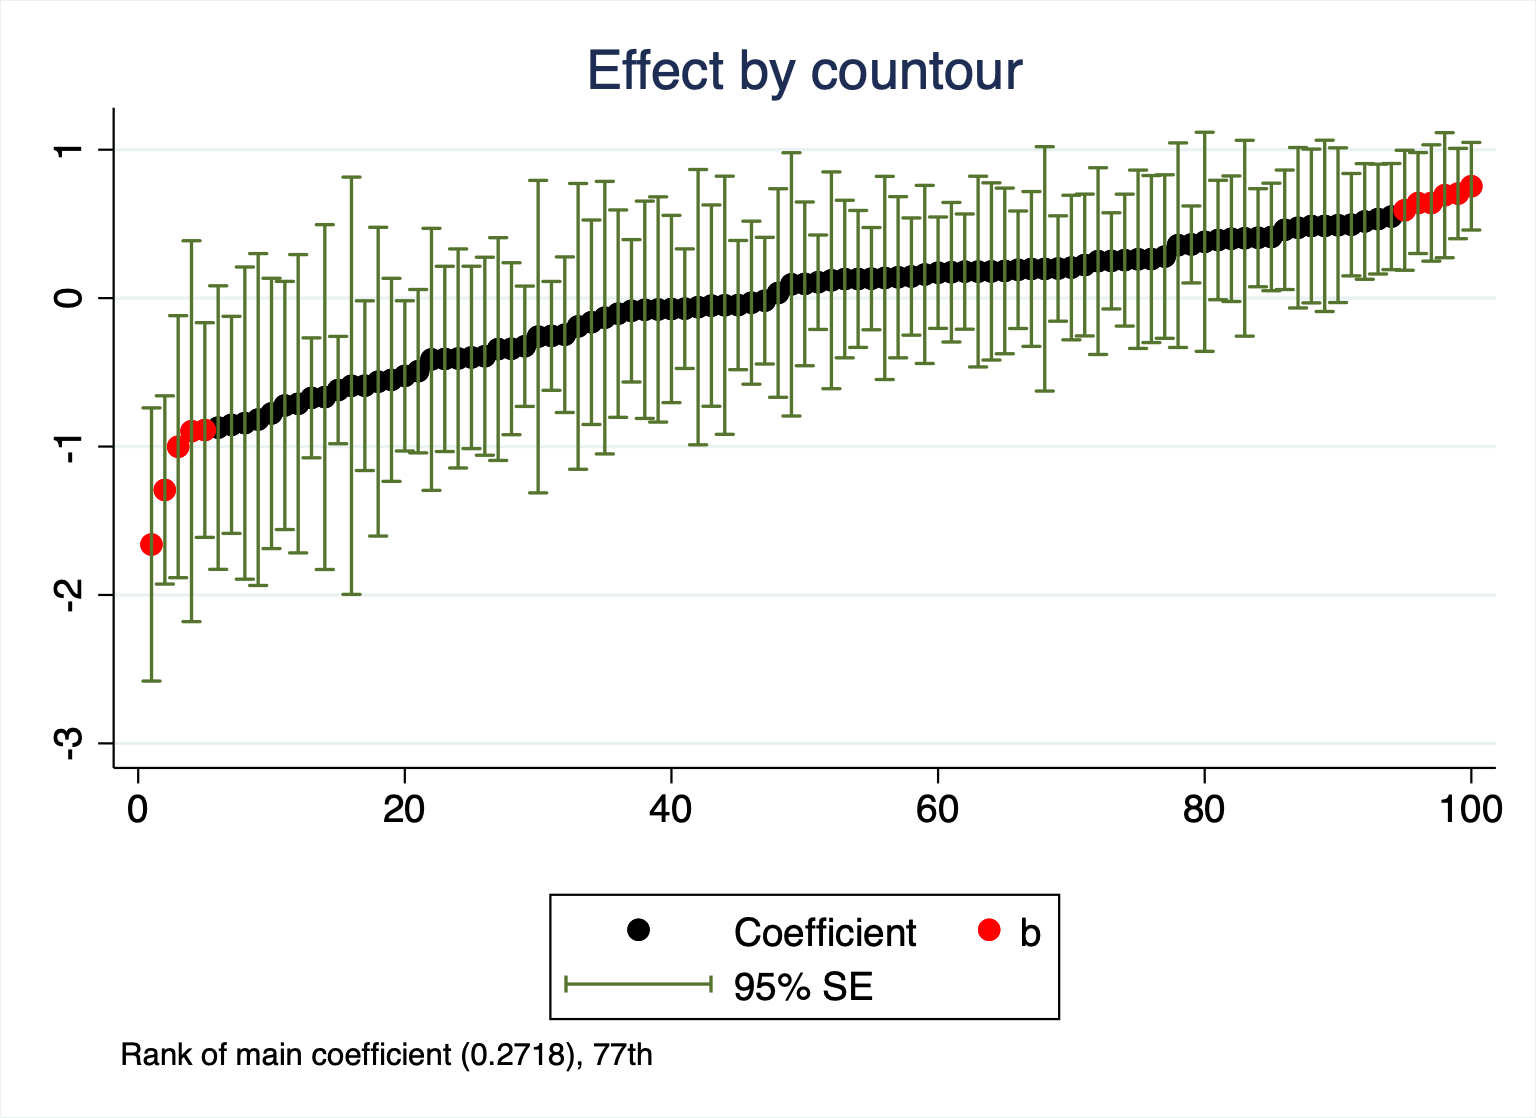 Effect by countour
1
0
-1
-2
-3
0 20 40 60 80 100
Coefficient b
95% SE
Rank of main coefficient (0.2718), 77th